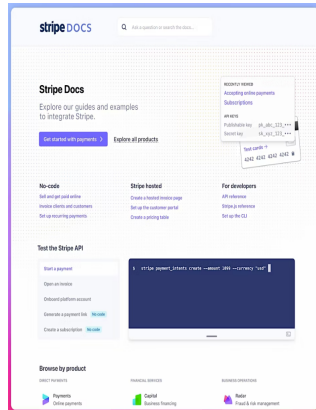 stripe DOCS
Ask a question or search the docs...
Stripe Docs
Explore our guides and examples
to integrate Stripe.
Get started with payments
Explore all products
RECENTLY VIEWED
Accepting online payments
Subscriptions
API KEYS
Publishable key pk_abc_123_•••
Secret key sk_xyz_123_•••
Test cards
4242 4242 4242 4242
No-code
Sell and get paid online
Invoice clients and customers
Set up recurring payments
Stripe hosted
Create a hosted invoice page
Set up the customer portal
Create a pricing table
For developers
API reference
Stripe.js reference
Set up the CLI
Test the Stripe API
Start a payment
Open an invoice
Onboard platform account
Generate a payment link No code
Create a subscription No code
$ stripe payment_intents create --amount 1099 --currency "usd"
Browse by product
DIRECT PAYMENTS
Payments
Online payments
FINANCIAL SERVICES
Capital
Business financing
BUSINESS OPERATIONS
Radar
Fraud & risk management